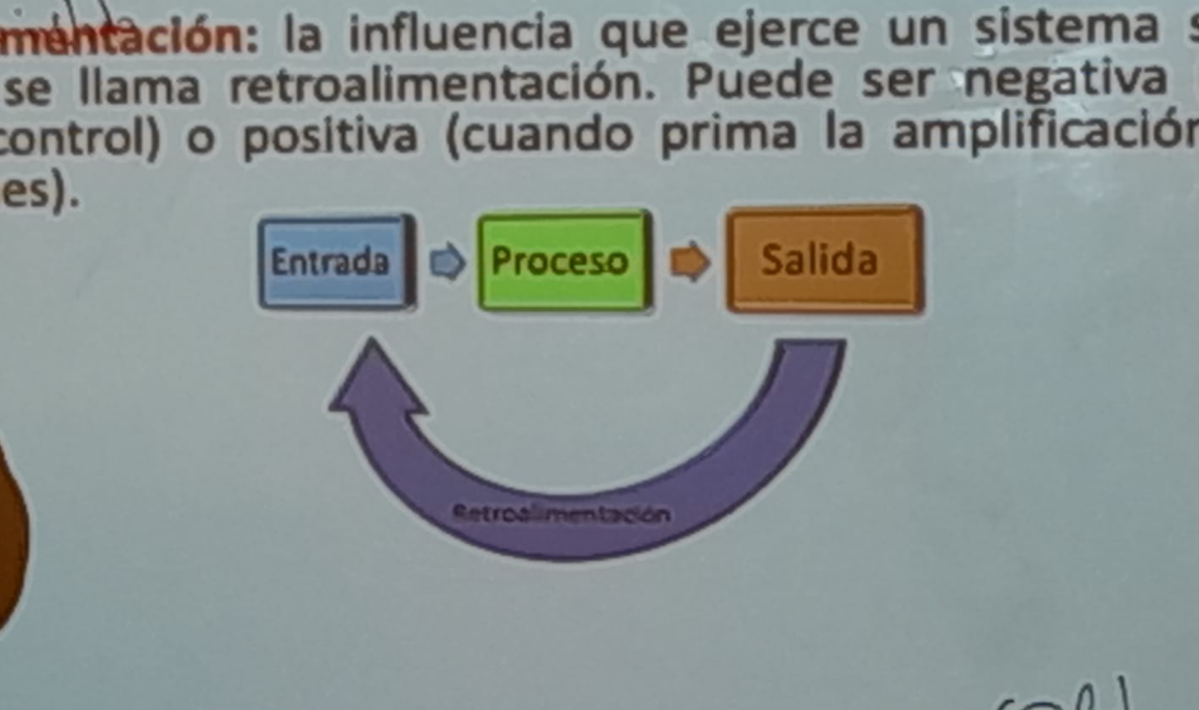 mentación: la influencia que ejerce un sistema
se llama retroalimentación. Puede ser negativa
control) o positiva (cuando prima la amplificación
es).
Entrada Proceso Salida
Retroalimentación